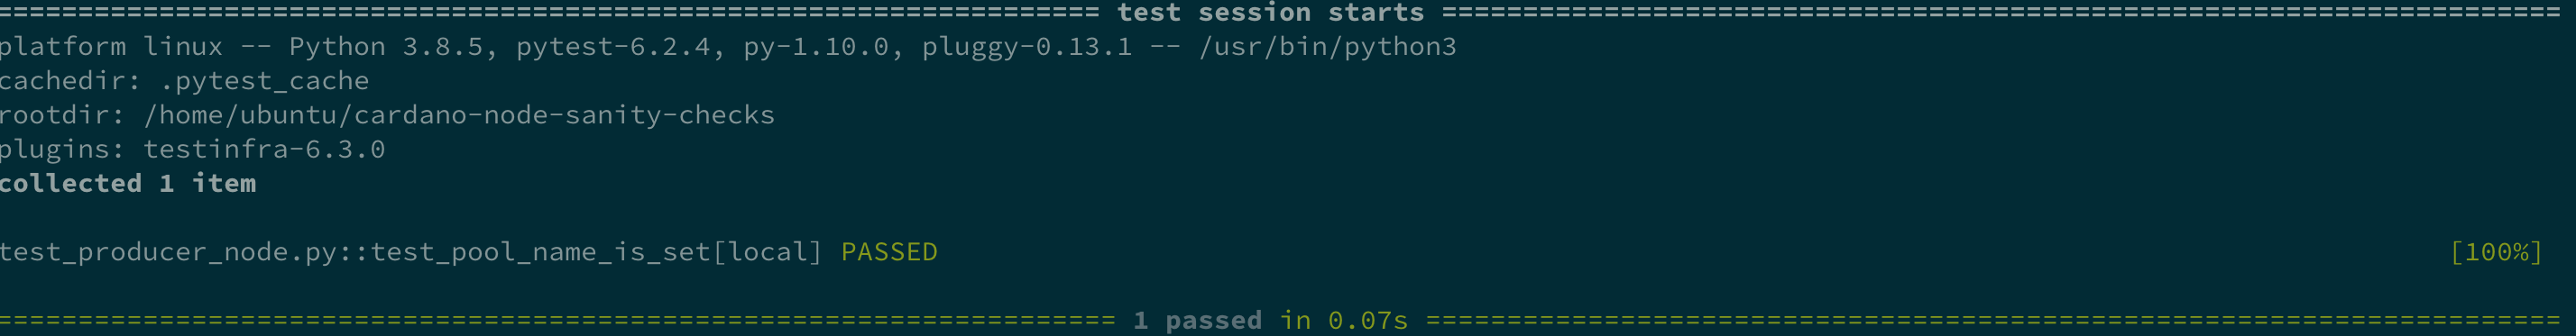 ====================================================================== test session starts ======================================================================
platform linux -- Python 3.8.5, pytest-6.2.4, py-1.10.0, pluggy-0.13.1 -- /usr/bin/python3
cachedir: .pytest_cache
rootdir: /home/ubuntu/cardano-node-sanity-checks
plugins: testinfra-6.3.0
collected 1 item
test_producer_node.py::test_pool_name_is_set[local] PASSED [100%]
======================================================================= 1 passed in 0.07s =======================================================================